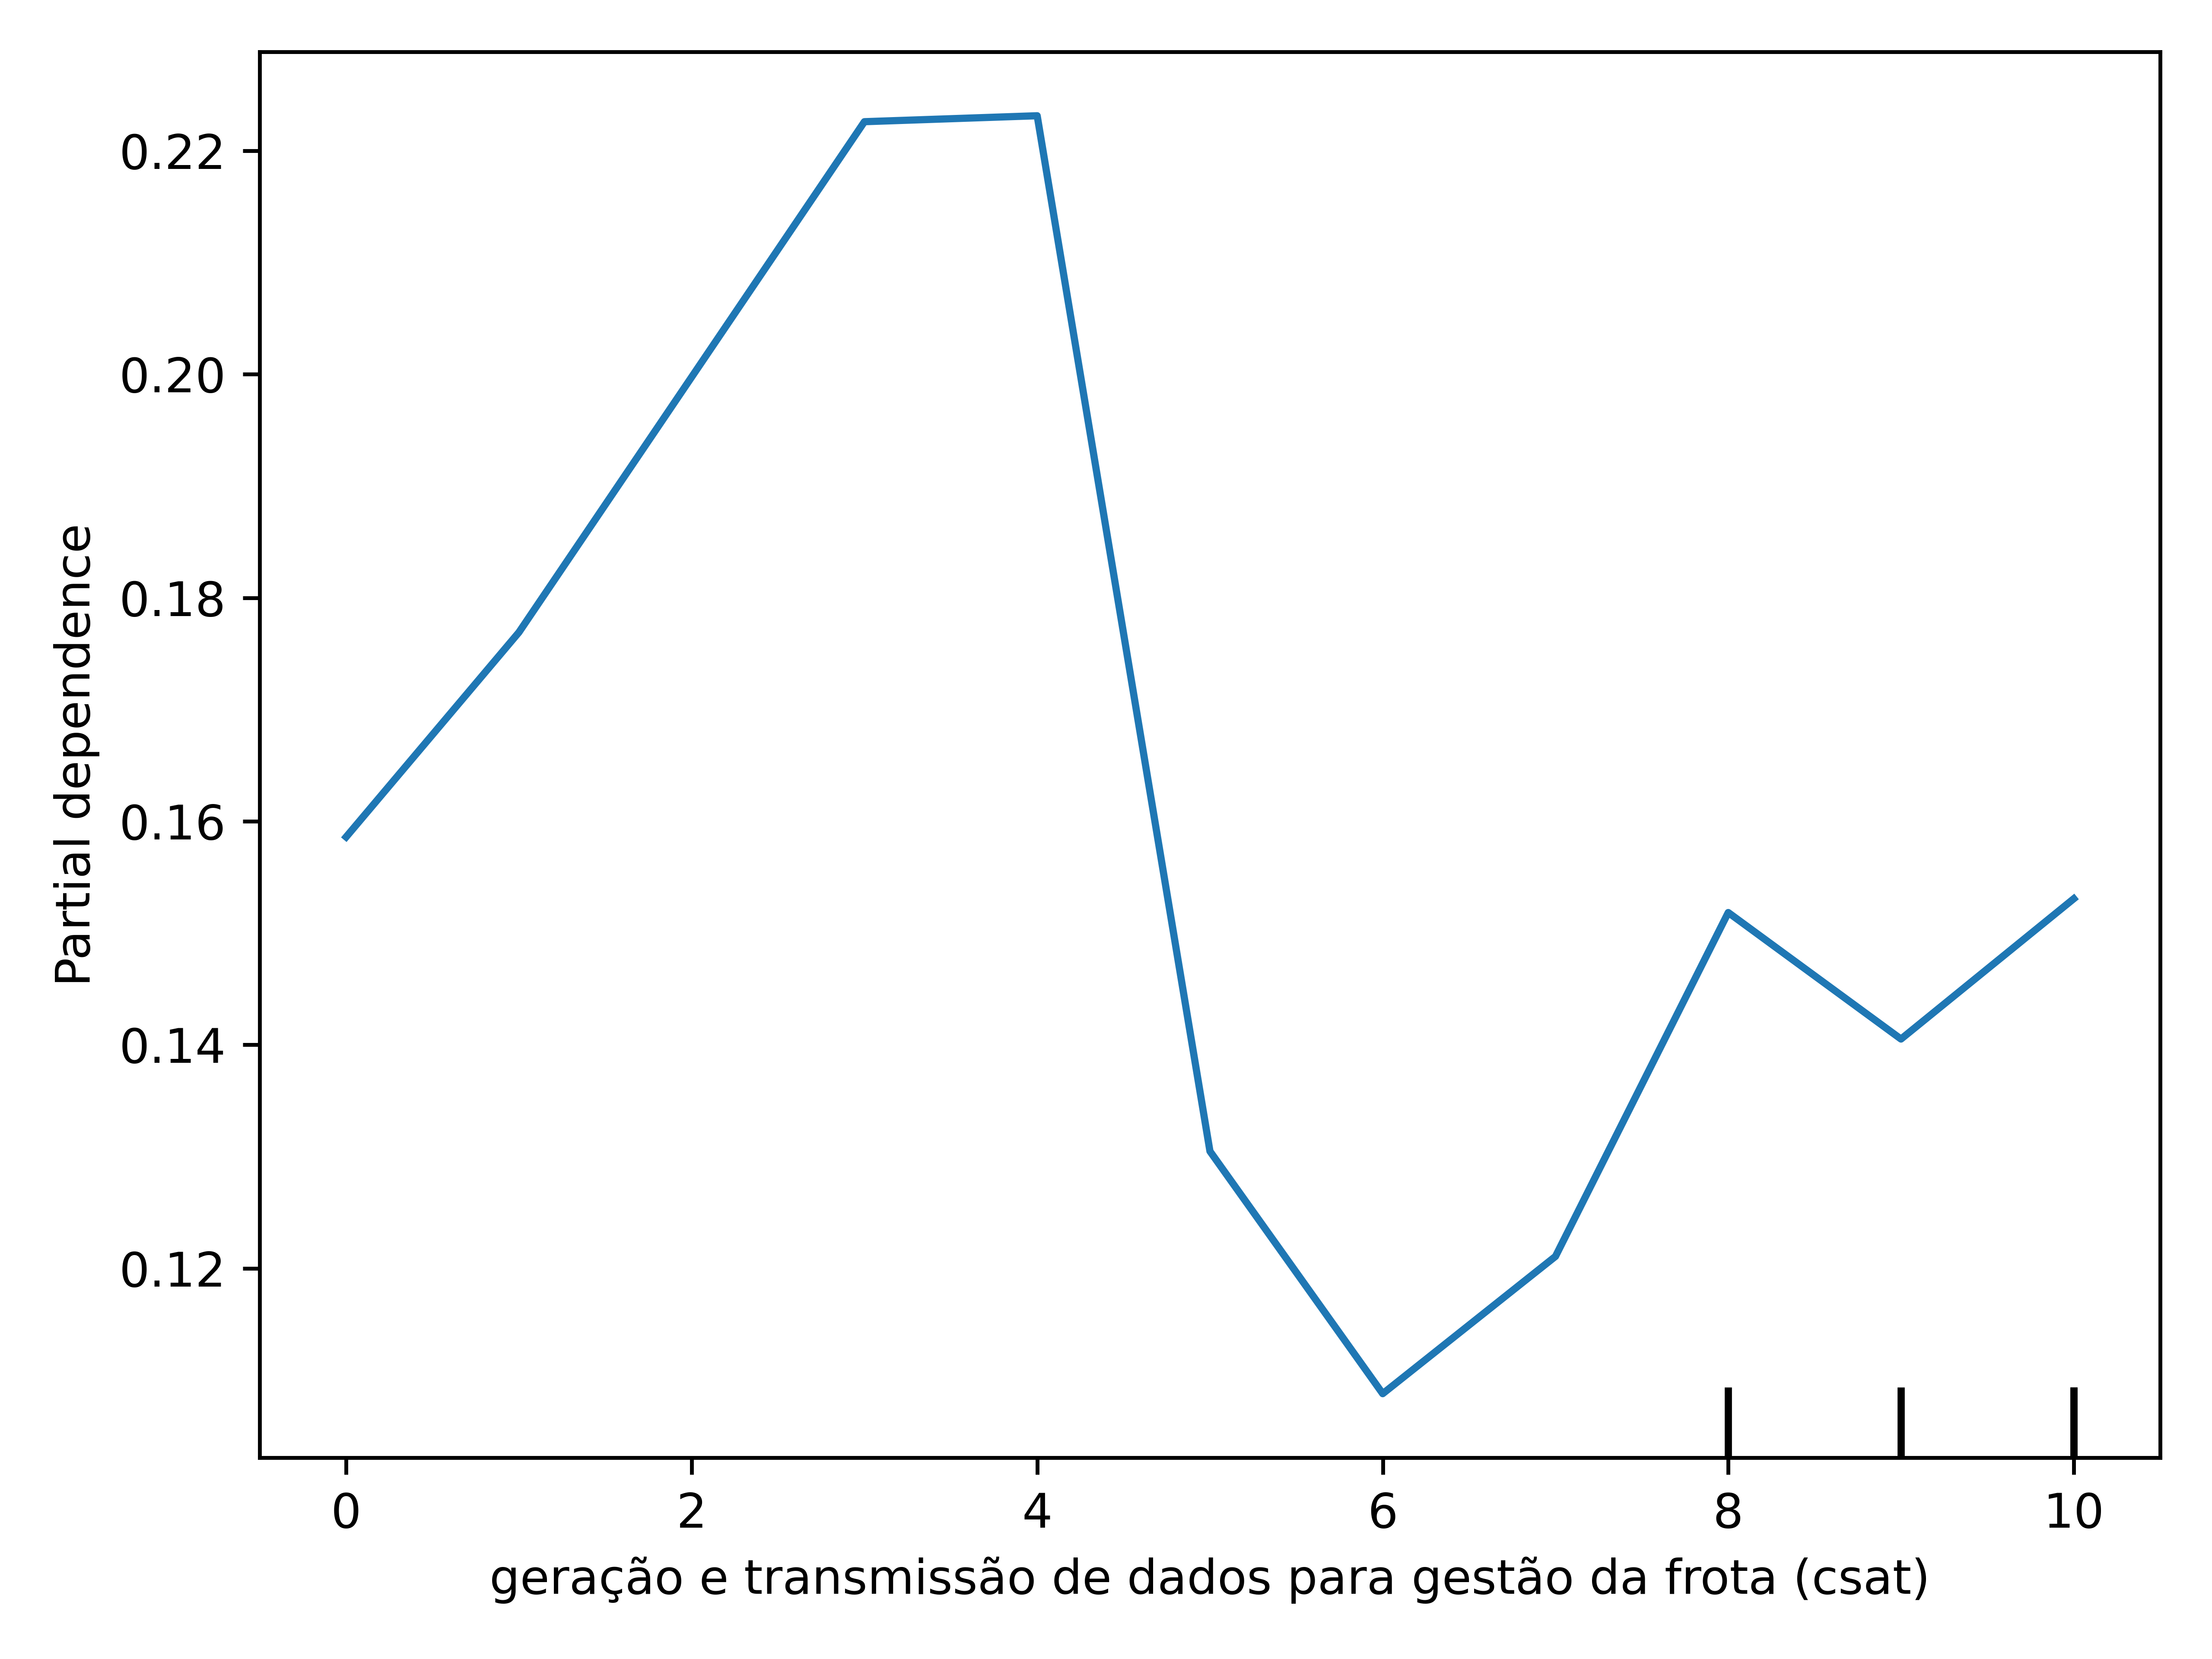 0.22
0.20
0.18
0.16
0.14
0.12
Partial dependence
0 2 4 6 8 10
geração e transmissão de dados para gestão da frota (csat)